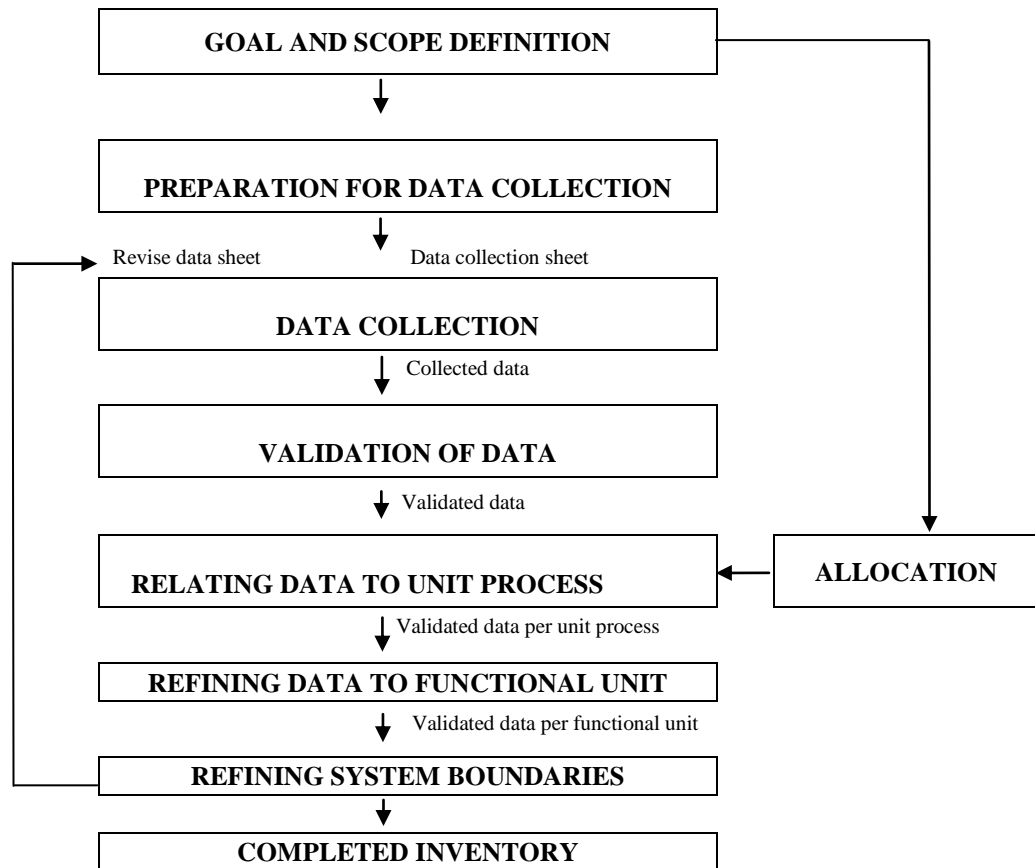 GOAL AND SCOPE DEFINITION
PREPARATION FOR DATA COLLECTION
Revise data sheet
Data collection sheet
DATA COLLECTION
Collected data
VALIDATION OF DATA
Validated data
RELATING DATA TO UNIT PROCESS
ALLOCATION
Validated data per unit process
REFINING DATA TO FUNCTIONAL UNIT
Validated data per functional unit
REFINING SYSTEM BOUNDARIES
COMPLETED INVENTORY